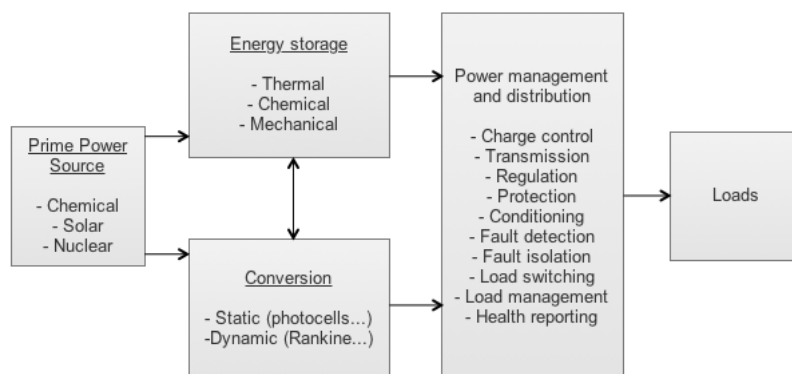 Prime Power
Source
- Chemical
- Solar
- Nuclear
Energy storage
- Thermal
- Chemical
- Mechanical
Conversion
- Static (photocells...)
-Dynamic (Rankine...)
Power management
and distribution
- Charge control
- Transmission
- Regulation
- Protection
- Conditioning
- Fault detection
- Fault isolation
- Load switching
- Load management
- Health reporting
Loads